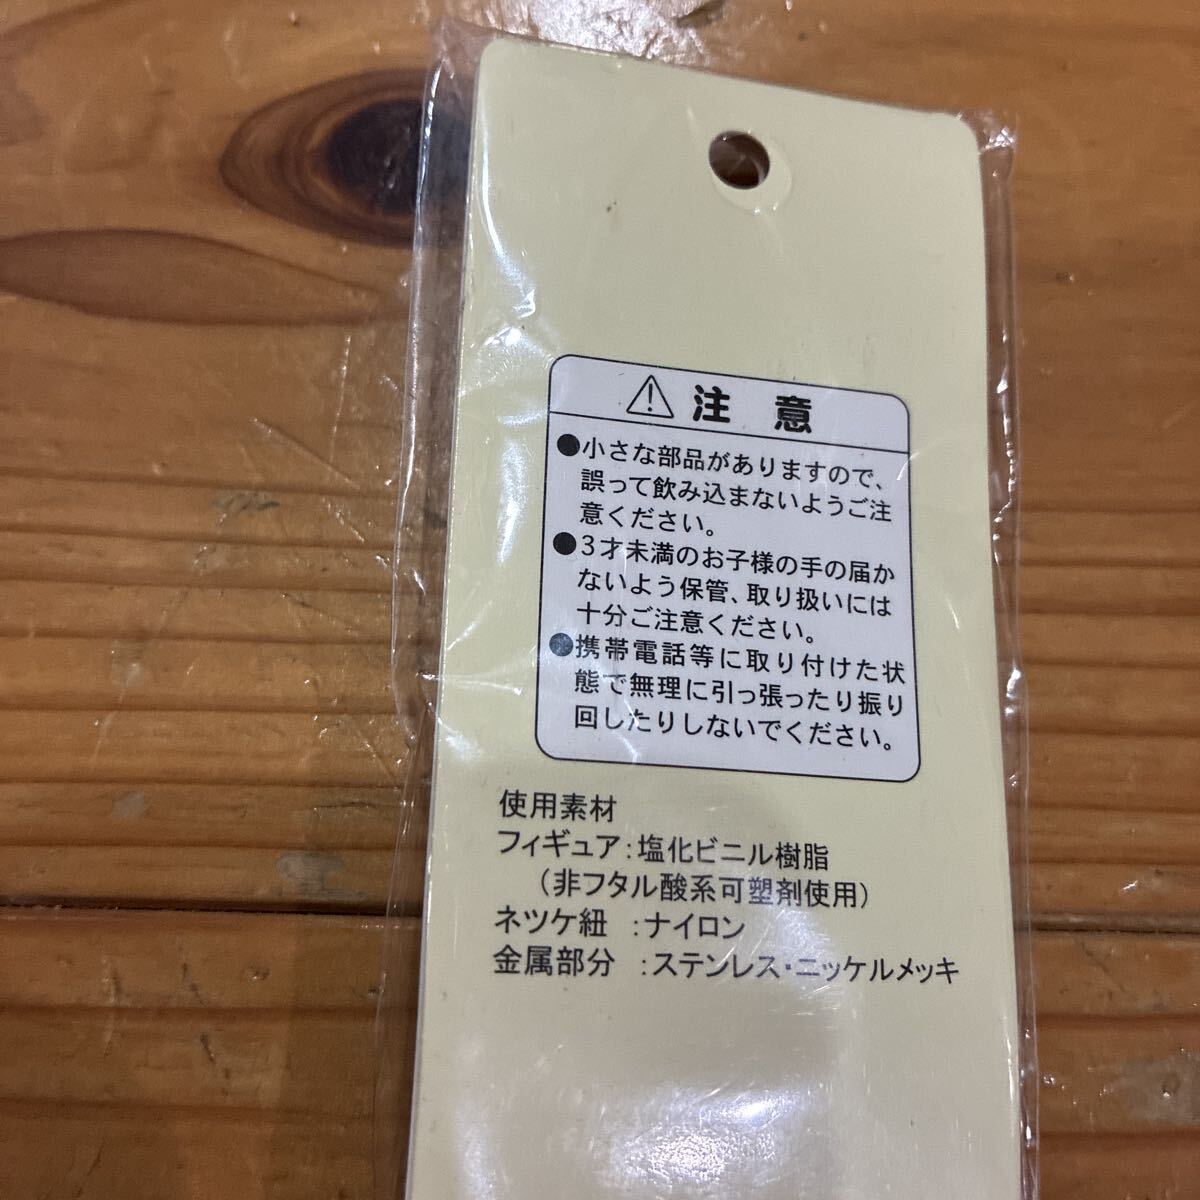 注意
●小さな部品がありますので、
誤って飲み込まないようご注
意ください。
●3才未満のお子様の手の届か
ないよう保管、取り扱いには
十分ご注意ください。
●携帯電話等に取り付けた状
態で無理に引っ張ったり振り
回したりしないでください。
使用素材
フィギュア:塩化ビニル樹脂
(非フタル酸系可塑剤使用)
ネツケ紐 :ナイロン
金属部分 :ステンレス・ニッケルメッキ